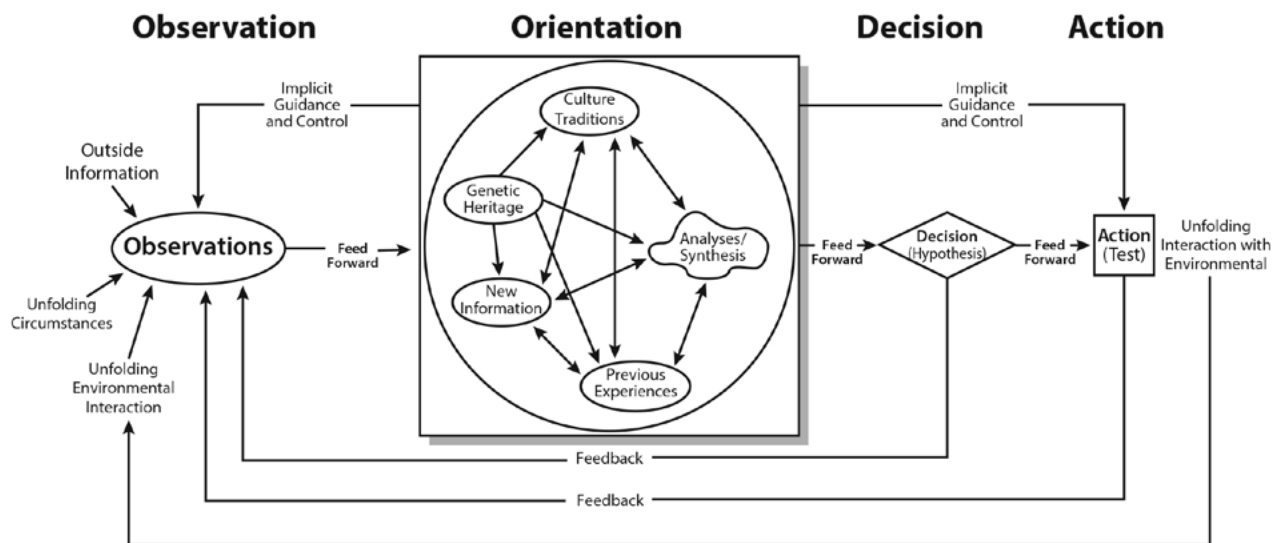 Observation
Orientation
Decision
Action
Implicit
Guidance
and Control
Outside
Information
Observations
Unfolding
Circumstances
Unfolding
Environmental
Interaction
Feed
Forward
Culture
Traditions
Genetic
Heritage
Analyses/
Synthesis
New
Information
Previous
Experiences
Implicit
Guidance
and Control
Feed
Forward
Decision
(Hypothesis)
Feed
Forward
Action
(Test)
Unfolding
Interaction with
Environmental
Feedback
Feedback